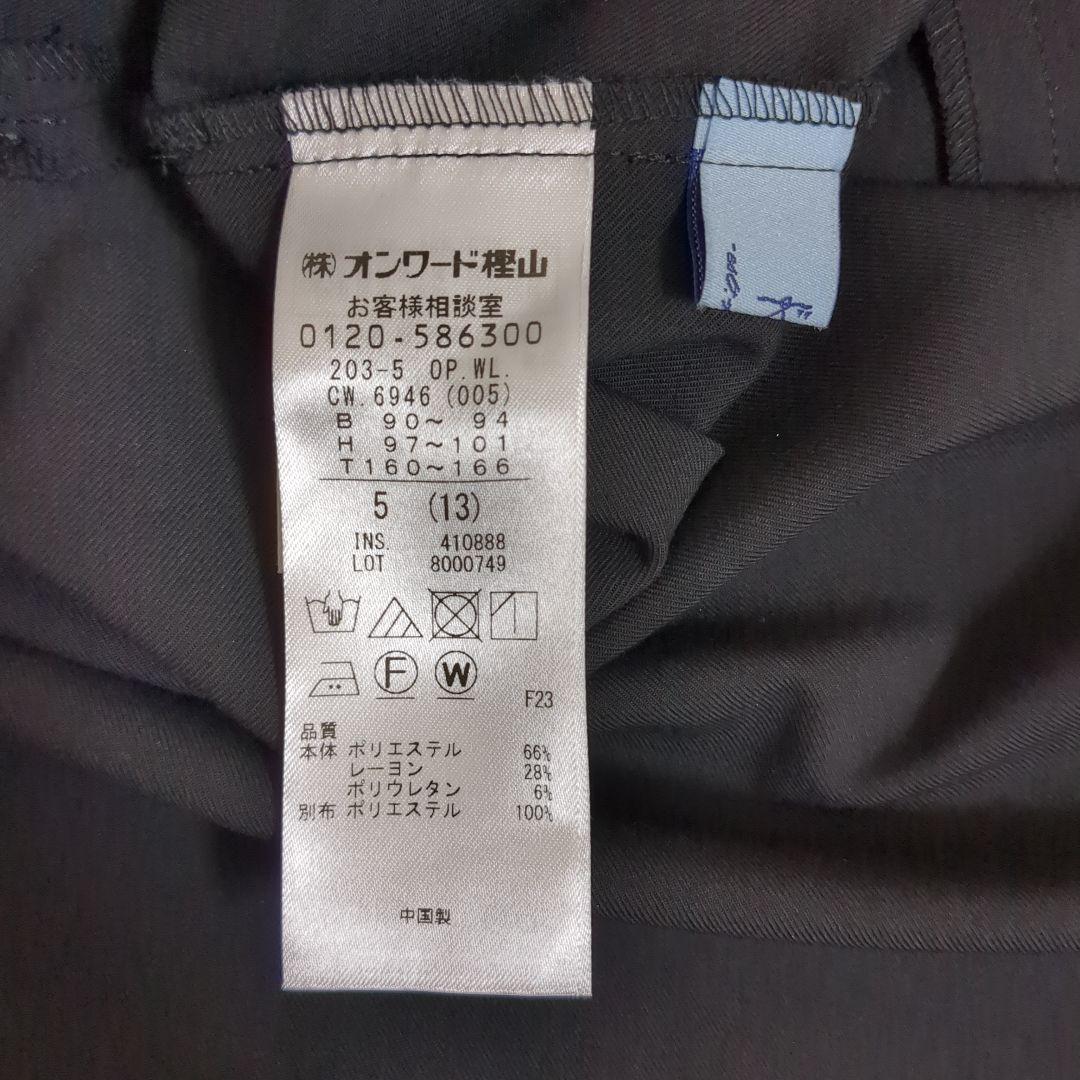 (株)オンワード樫山
お客様相談室
0120-586300
203-5 OP.WL.
CW.6946(005)
B 90～ 94
H 97～101
T160～166
5 (13)
INS 410888
LOT 8000749
F
W
F23
品質
本体 ポリエステル 66%
レーヨン 28%
ポリウレタン 6%
別布 ポリエステル 100%
中国製